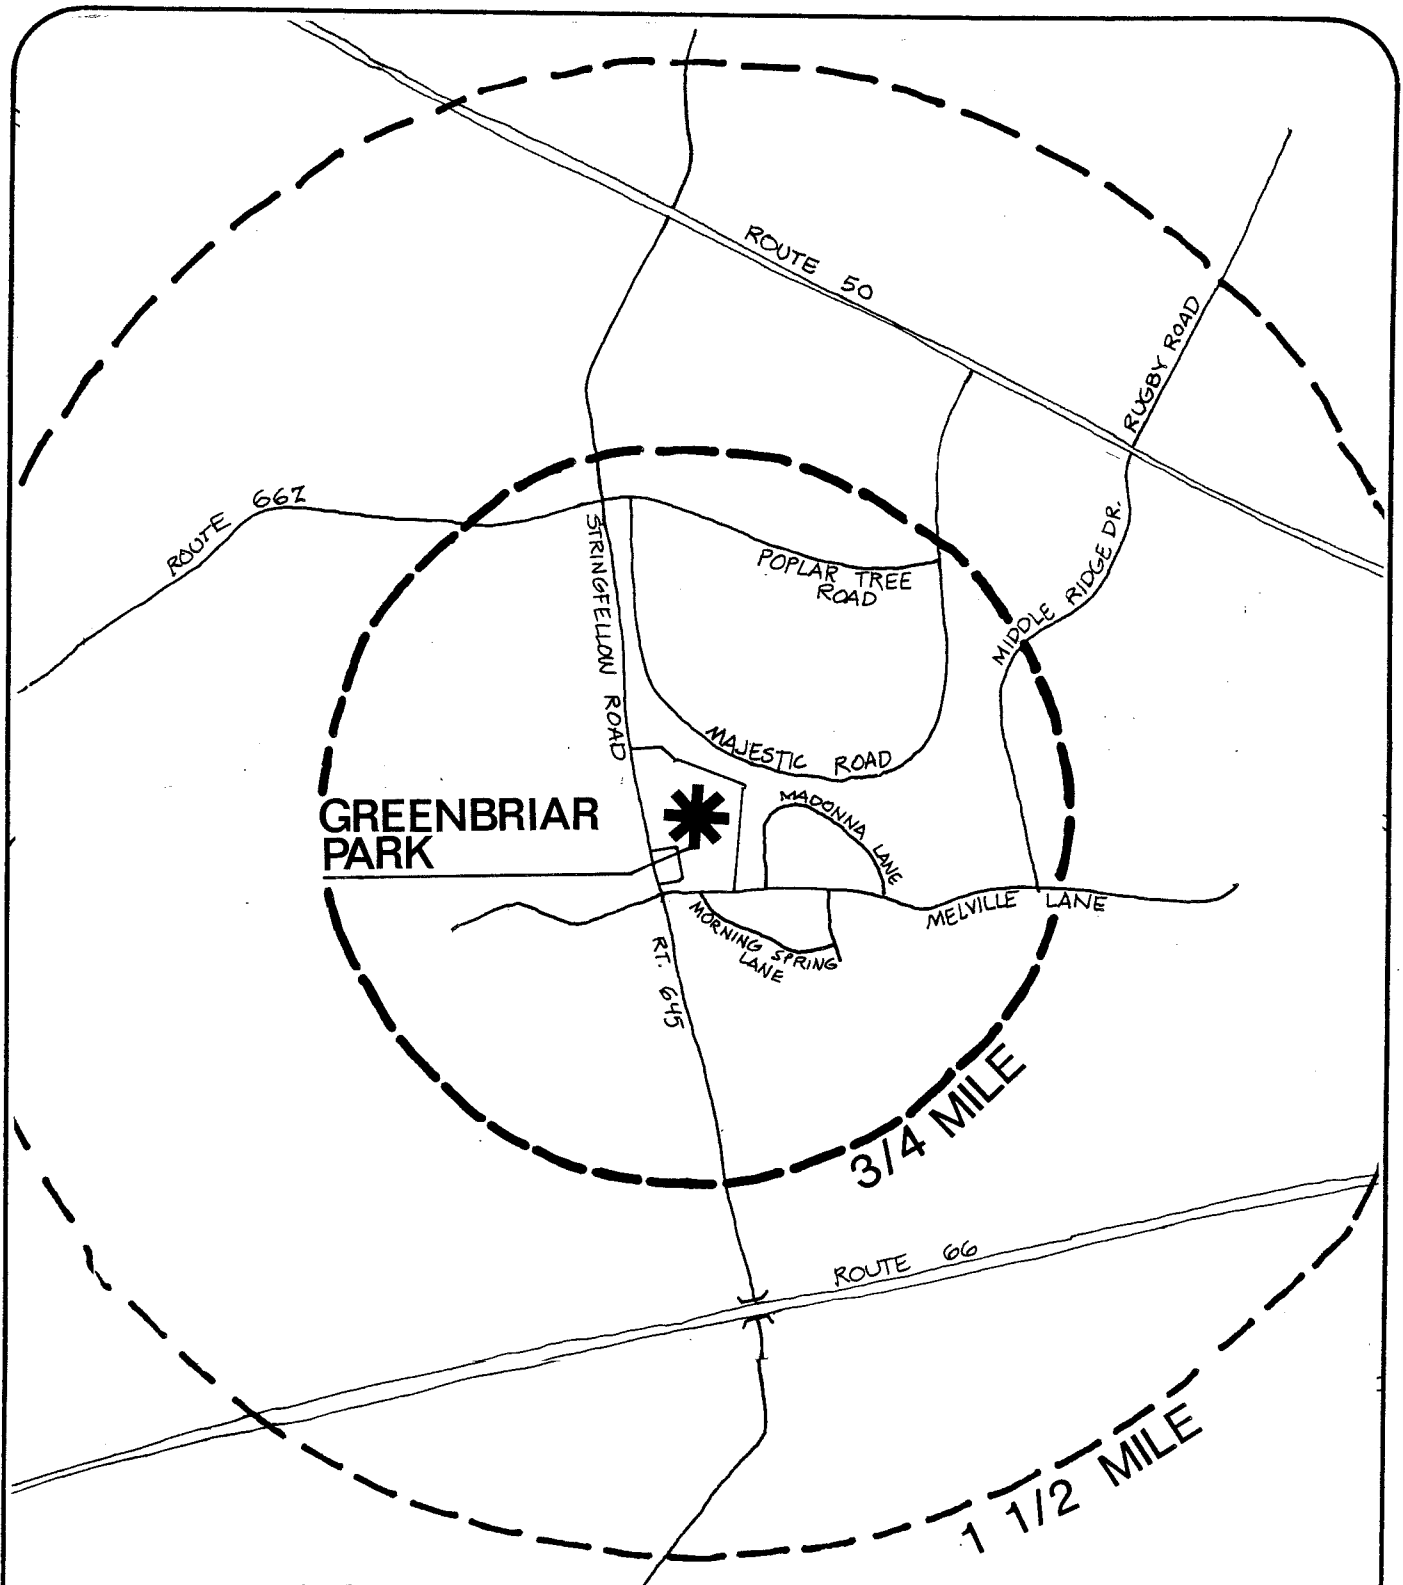 ROUTE 50
RUGBY ROAD
ROUTE 662
STRINGFELLOW ROAD
POPLAR TREE
ROAD
MIDDLE RIDGE DR.
MAJESTIC ROAD
MADONNA LANE
GREENBRIAR
PARK
MELVILLE LANE
MORNING SPRING
LANE
RT. 645
3/4 MILE
ROUTE 66
1 1/2 MILE